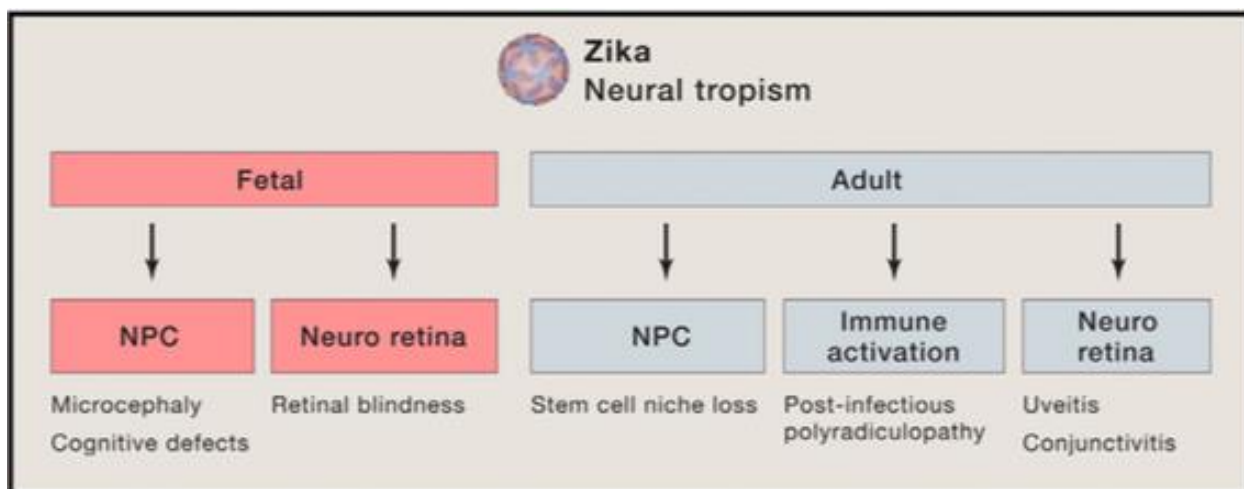 Zika
Neural tropism
Fetal
Adult
NPC
Neuro retina
NPC
Immune
activation
Neuro
retina
Microcephaly
Cognitive defects
Retinal blindness
Stem cell niche loss
Post-infectious
polyradiculopathy
Uveitis
Conjunctivitis